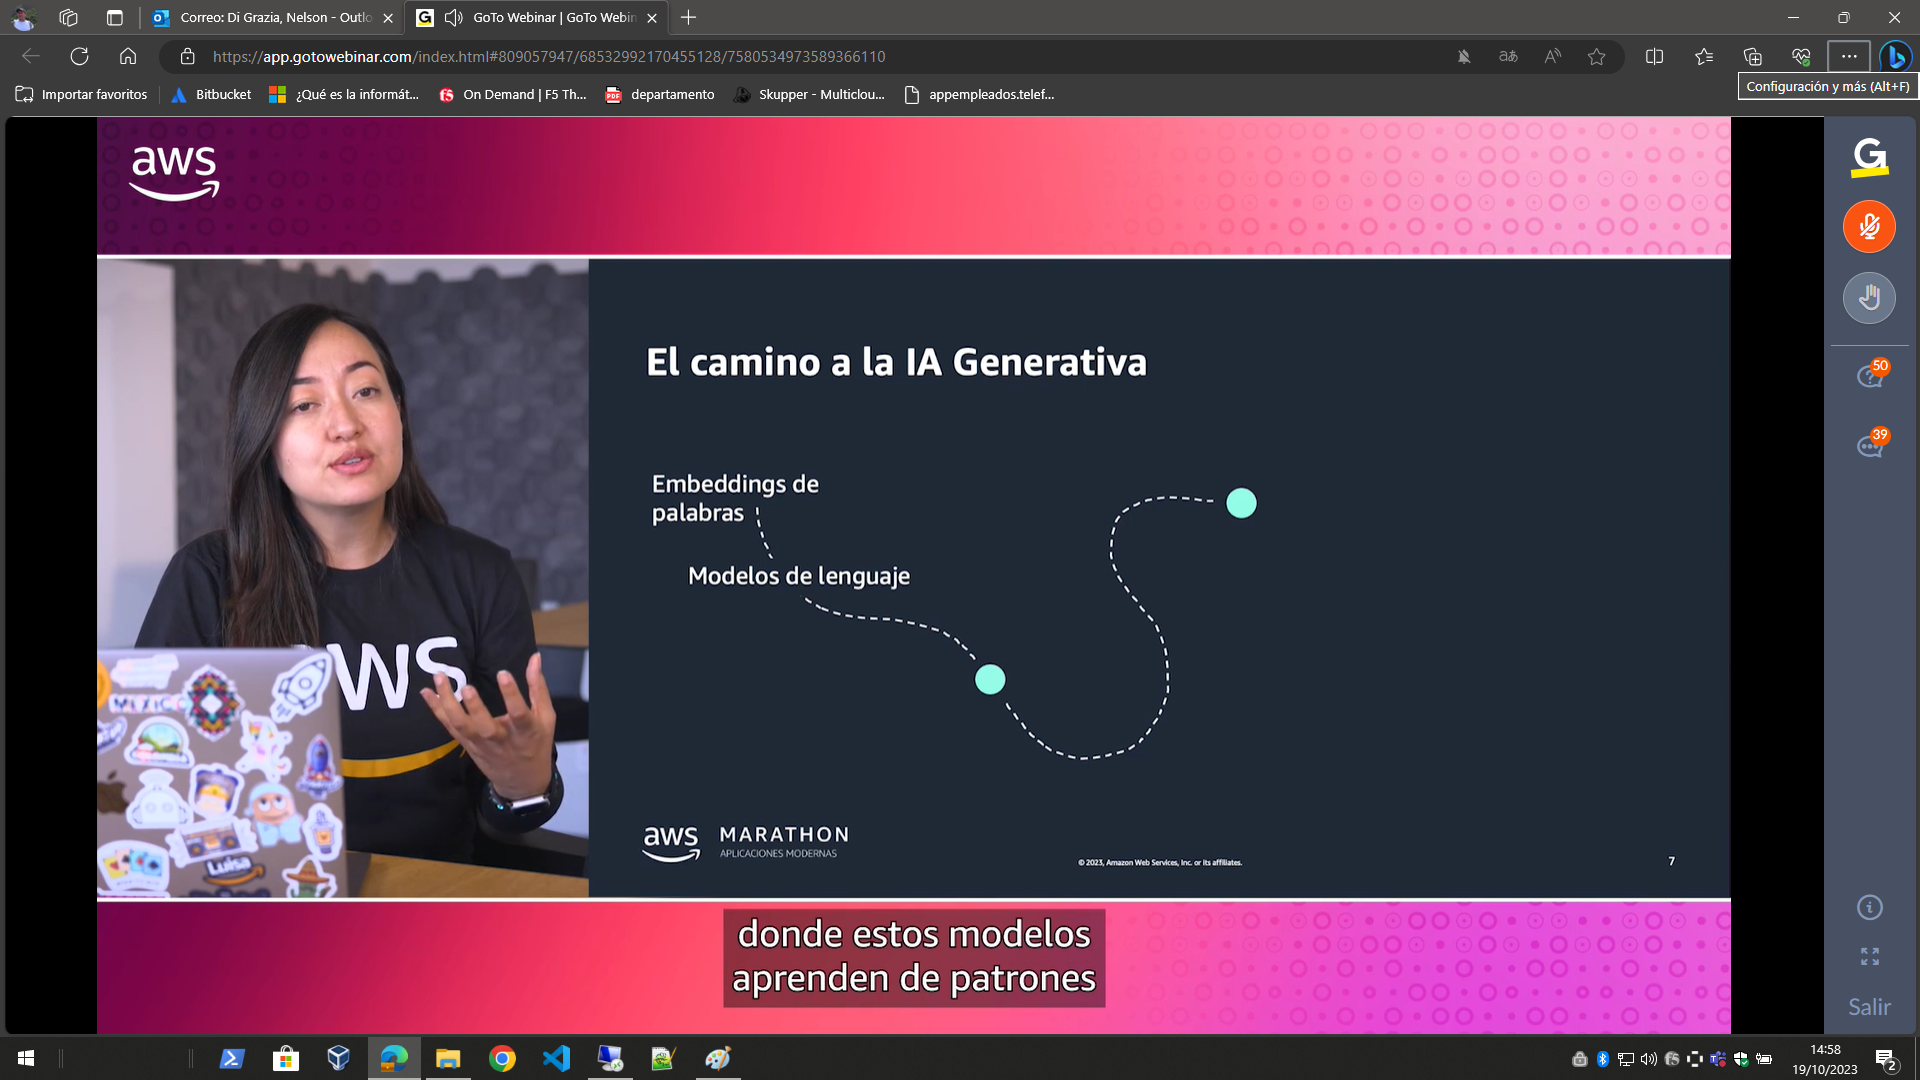 Correo: Di Grazia, Nelson - Outlo
GoTo Webinar | GoTo Webin
https://app.gotowebinar.com/index.html#809057947/68532992170455128/7580534973589366110
Importar favoritos
Bitbucket
¿Qué es la informát...
On Demand | F5 Th...
departamento
Skupper - Multiclou...
appempleados.telef...
Configuración y más (Alt+F)
aws
G
50
39
El camino a la IA Generativa
Embeddings de
palabras
Modelos de lenguaje
aws
MEXICO
Luisa
aws MARATHON
APLICACIONES MODERNAS
© 2023, Amazon Web Services, Inc. or its affiliates.
7
donde estos modelos
aprenden de patrones
Salir
14:58
19/10/2023
2